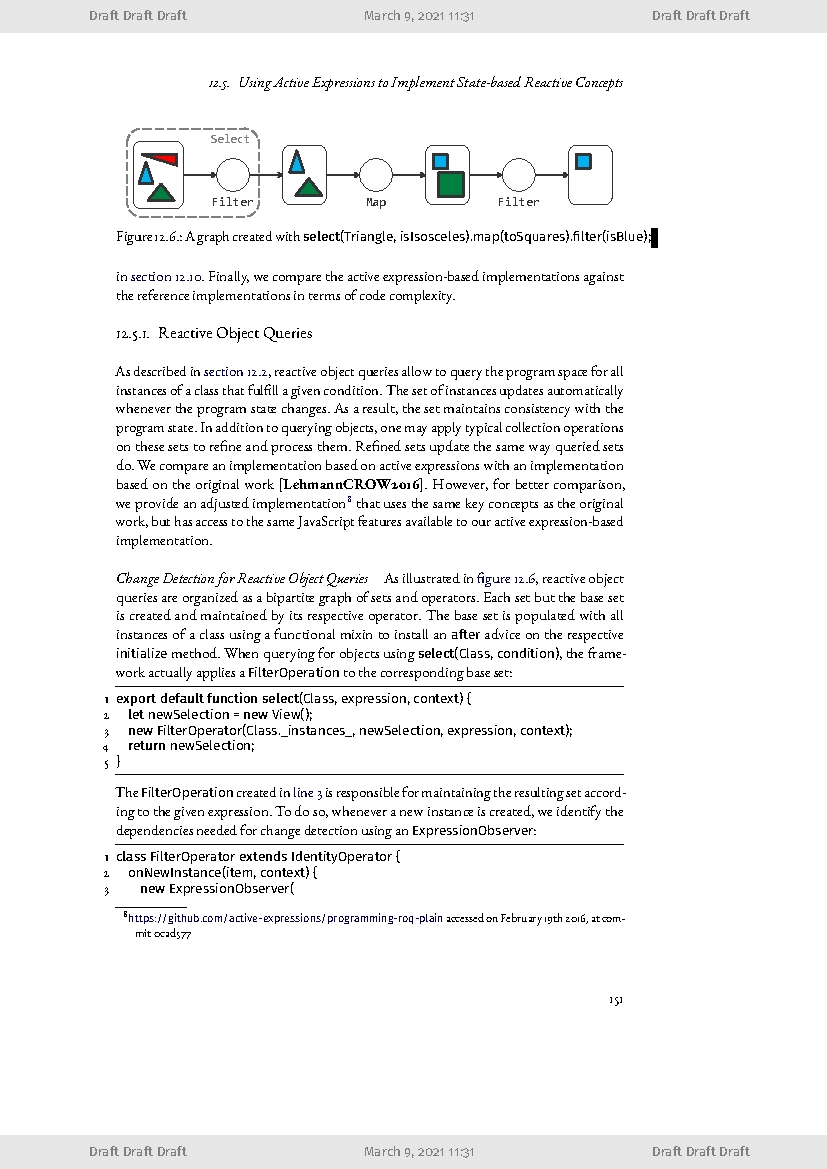 Draft Draft Draft March 9, 2021 11:31 Draft Draft Draft
12.5. Using Active Expressions to Implement State-based Reactive Concepts
Select
Filter Map Filter
Figure 12.6.: A graph created with select(Triangle, isIsosceles).map(toSquares).filter(isBlue);
in section 12.10. Finally, we compare the active expression-based implementations against
the reference implementations in terms of code complexity.
12.5.1. Reactive Object Queries
As described in section 12.2, reactive object queries allow to query the program space for all
instances of a class that fulfill a given condition. The set of instances updates automatically
whenever the program state changes. As a result, the set maintains consistency with the
program state. In addition to querying objects, one may apply typical collection operations
on these sets to refine and process them. Refined sets update the same way queried sets
do. We compare an implementation based on active expressions with an implementation
based on the original work [LehmannCROW2016]. However, for better comparison,
we provide an adjusted implementation8 that uses the same key concepts as the original
work, but has access to the same JavaScript features available to our active expression-based
implementation.
Change Detection for Reactive Object Queries As illustrated in figure 12.6, reactive object
queries are organized as a bipartite graph of sets and operators. Each set but the base set
is created and maintained by its respective operator. The base set is populated with all
instances of a class using a functional mixin to install an after advice on the respective
initialize method. When querying for objects using select(Class, condition), the frame-
work actually applies a FilterOperation to the corresponding base set:
1 export default function select(Class, expression, context) {
2 let newSelection = new View();
3 new FilterOperator(Class._instances_, newSelection, expression, context);
4 return newSelection;
5 }
The FilterOperation created in line 3 is responsible for maintaining the resulting set accord-
ing to the given expression. To do so, whenever a new instance is created, we identify the
dependencies needed for change detection using an ExpressionObserver:
1 class FilterOperator extends IdentityOperator {
2 onNewInstance(item, context) {
3 new ExpressionObserver(
8https://github.com/active-expressions/programming-roq-plain accessed on February 19th 2016, at com-
mit 0cad577
151
Draft Draft Draft March 9, 2021 11:31 Draft Draft Draft